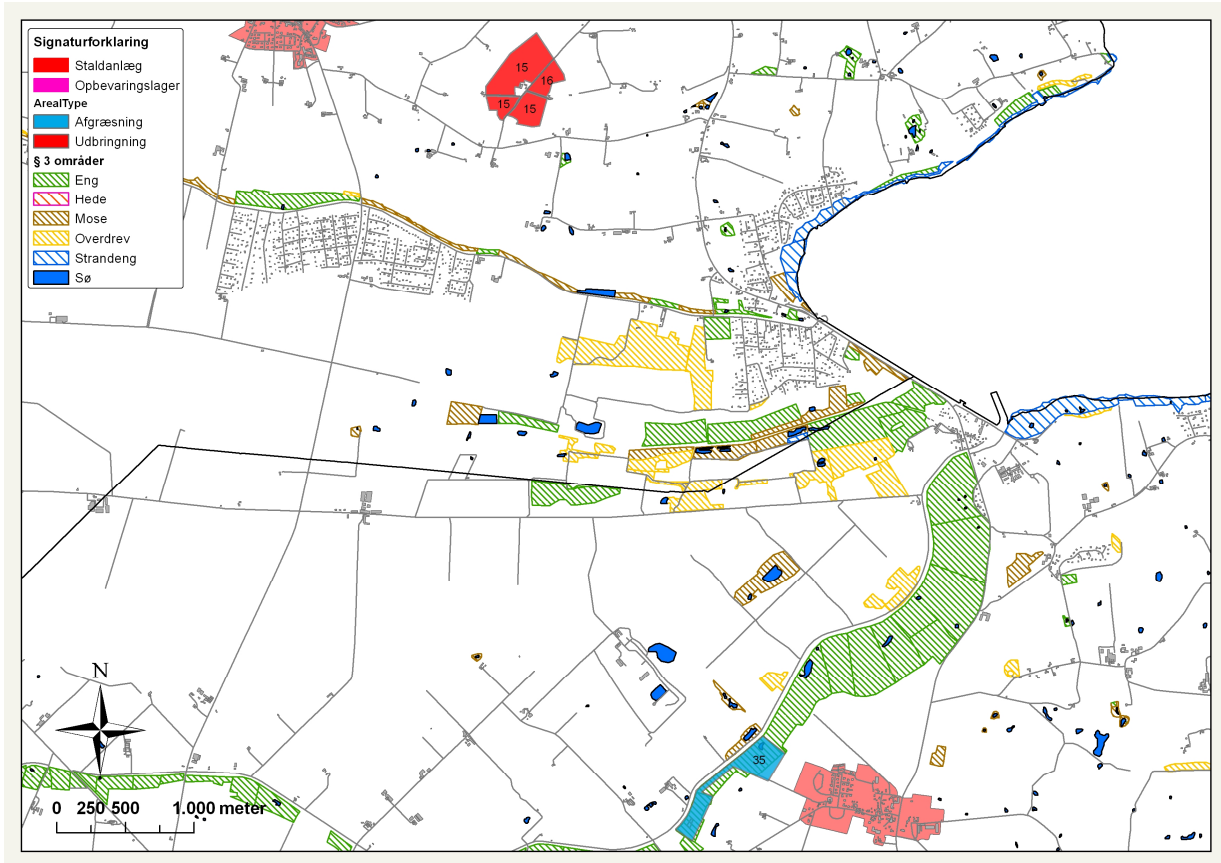 Signaturforklaring
Staldanlæg
Opbevaringslager
ArealType
Afgræsning
Udbringning
§ 3 områder
Eng
Hede
Mose
Overdrev
Strandeng
Sø
15
16
15
15
35
N
0 250 500 1.000 meter